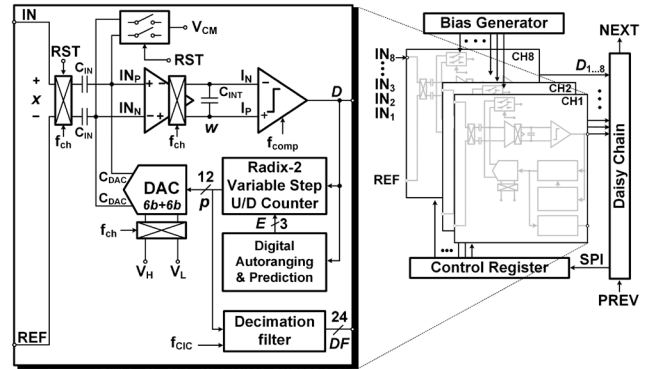 IN
RST
C_IN
+
x
−
C_IN
f_ch
V_CM
RST
IN_P
IN_N
+ −
− +
f_ch
I_N
C_INT
I_P
w
−
+
f_comp
D
C_DAC
C_DAC
DAC
6b+6b
12
p
Radix-2
Variable Step
U/D Counter
E
3
Digital
Autoranging
& Prediction
f_ch
V_H
V_L
REF
f_CIC
Decimation
filter
24
DF
Bias Generator
NEXT
CH8
CH2
CH1
IN_8
IN_3
IN_2
IN_1
REF
D_1...8
Daisy Chain
SPI
Control Register
PREV